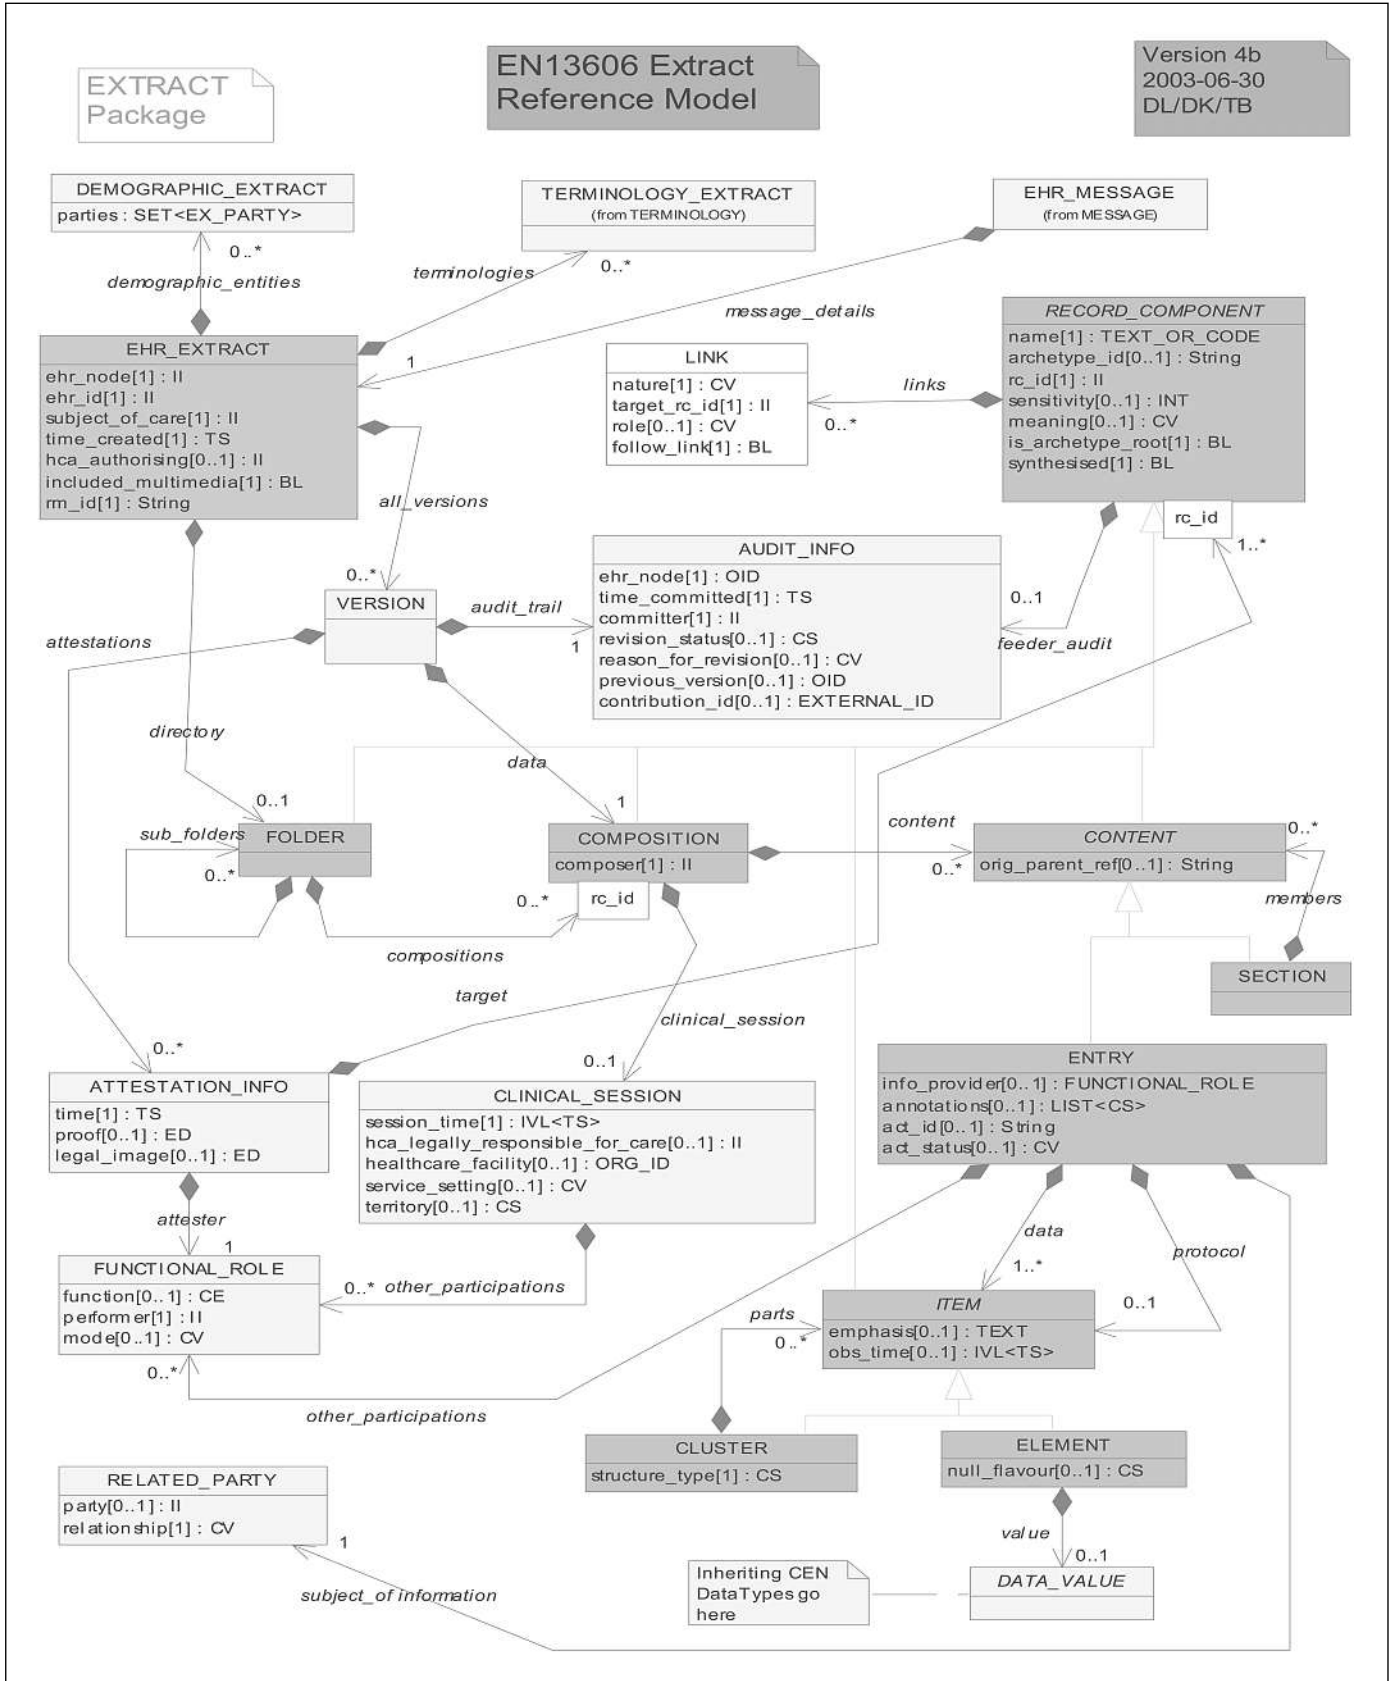 EXTRACT
Package
EN13606 Extract
Reference Model
Version 4b
2003-06-30
DL/DK/TB
DEMOGRAPHIC_EXTRACT
parties : SET<EX_PARTY>
TERMINOLOGY_EXTRACT
(from TERMINOLOGY)
EHR_MESSAGE
(from MESSAGE)
0..*
demographic_entities
terminologies
0..*
message_details
1
EHR_EXTRACT
ehr_node[1] : II
ehr_id[1] : II
subject_of_care[1] : II
time_created[1] : TS
hca_authorising[0..1] : II
included_multimedia[1] : BL
rm_id[1] : String
LINK
nature[1] : CV
target_rc_id[1] : II
role[0..1] : CV
follow_link[1] : BL
links
0..*
RECORD_COMPONENT
name[1] : TEXT_OR_CODE
archetype_id[0..1] : String
rc_id[1] : II
sensitivity[0..1] : INT
meaning[0..1] : CV
is_archetype_root[1] : BL
synthesised[1] : BL
rc_id
1..*
all_versions
0..*
VERSION
audit_trail
1
AUDIT_INFO
ehr_node[1] : OID
time_committed[1] : TS
committer[1] : II
revision_status[0..1] : CS
reason_for_revision[0..1] : CV
previous_version[0..1] : OID
contribution_id[0..1] : EXTERNAL_ID
0..1
feeder_audit
attestations
directory
0..1
data
1
sub_folders
0..*
FOLDER
COMPOSITION
composer[1] : II
rc_id
0..*
compositions
content
0..*
CONTENT
orig_parent_ref[0..1] : String
0..*
members
SECTION
target
clinical_session
0..1
0..*
ATTESTATION_INFO
time[1] : TS
proof[0..1] : ED
legal_image[0..1] : ED
CLINICAL_SESSION
session_time[1] : IVL<TS>
hca_legally_responsible_for_care[0..1] : II
healthcare_facility[0..1] : ORG_ID
service_setting[0..1] : CV
territory[0..1] : CS
ENTRY
info_provider[0..1] : FUNCTIONAL_ROLE
annotations[0..1] : LIST<CS>
act_id[0..1] : String
act_status[0..1] : CV
attester
1
FUNCTIONAL_ROLE
function[0..1] : CE
performer[1] : II
mode[0..1] : CV
0..*
other_participations
0..*
other_participations
data
1..*
protocol
0..1
ITEM
emphasis[0..1] : TEXT
obs_time[0..1] : IVL<TS>
parts
0..*
CLUSTER
structure_type[1] : CS
ELEMENT
null_flavour[0..1] : CS
value
0..1
RELATED_PARTY
party[0..1] : II
relationship[1] : CV
1
subject_of information
Inheriting CEN
DataTypes go
here
DATA_VALUE